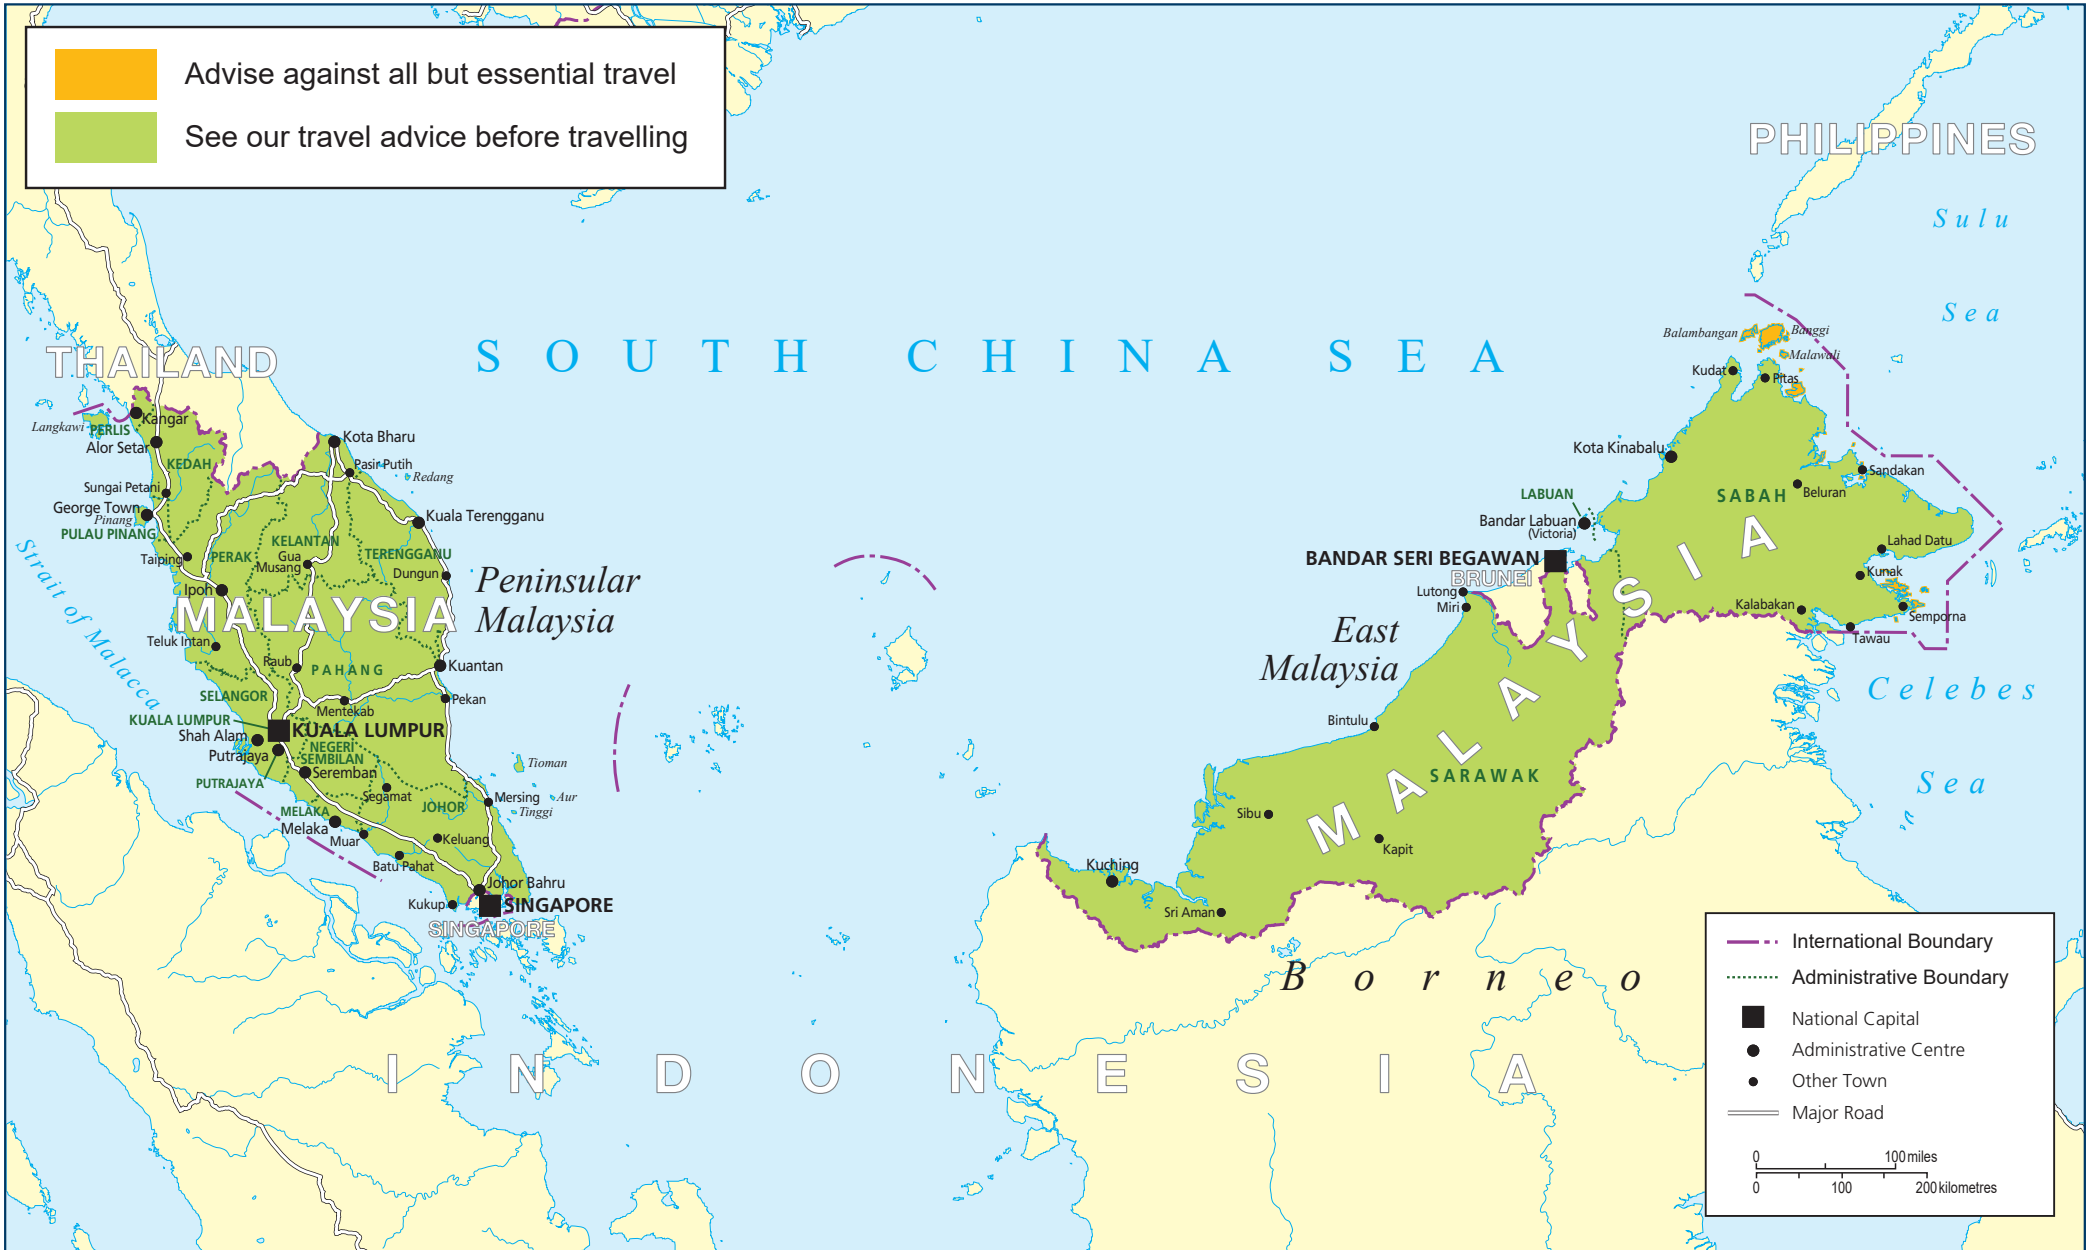 Advise against all but essential travel
See our travel advice before travelling
PHILIPPINES
Sulu
Sea
THAILAND
SOUTH CHINA SEA
Balambangan
Banggi
Malawali
Kudat
Pitas
Langkawi
PERLIS
Kangar
Alor Setar
KEDAH
Kota Bharu
Pasir Putih
Redang
Sungai Petani
George Town
Pinang
PULAU PINANG
Kuala Terengganu
KELANTAN
TERENGGANU
Taiping
PERAK
Gua
Musang
Dungun
Ipoh
MALAYSIA
Peninsular
Malaysia
Strait of Malacca
Teluk Intan
Raub
PAHANG
Kuantan
SELANGOR
Mentekab
Pekan
KUALA LUMPUR
KUALA LUMPUR
Shah Alam
Putrajaya
NEGERI
SEMBILAN
PUTRAJAYA
Seremban
Segamat
Tioman
MELAKA
Melaka
JOHOR
Mersing
Aur
Tinggi
Muar
Keluang
Batu Pahat
Johor Bahru
Kukup
SINGAPORE
SINGAPORE
Kota Kinabalu
Sandakan
SABAH
Beluran
LABUAN
Bandar Labuan
(Victoria)
Lahad Datu
BANDAR SERI BEGAWAN
BRUNEI
Kunak
Lutong
Miri
Kalabakan
Semporna
Tawau
East
Malaysia
MALAYSIA
Celebes
Sea
Bintulu
SARAWAK
Sibu
Kapit
Kuching
Sri Aman
Borneo
INDONESIA
International Boundary
Administrative Boundary
National Capital
Administrative Centre
Other Town
Major Road
0 100 miles
0 100 200 kilometres